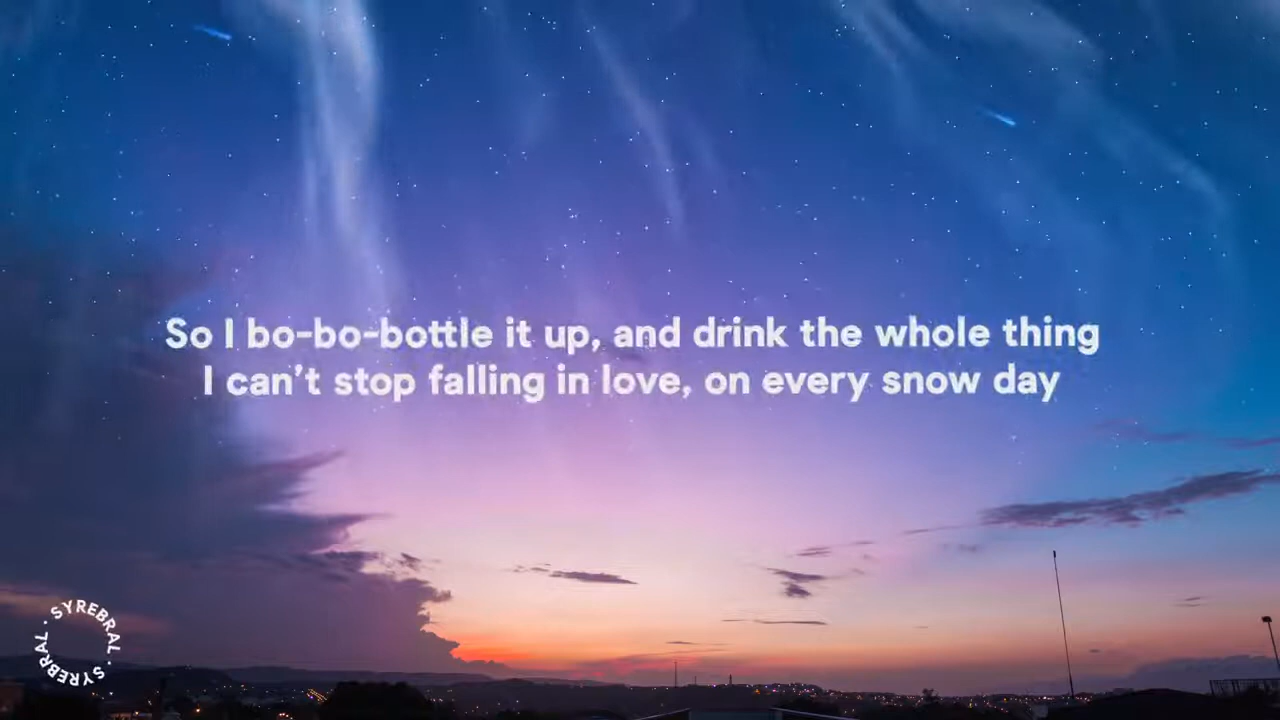 So I bo-bo-bottle it up, and drink the whole thing
I can't stop falling in love, on every snow day
· SYREBRAL · SYREBRAL